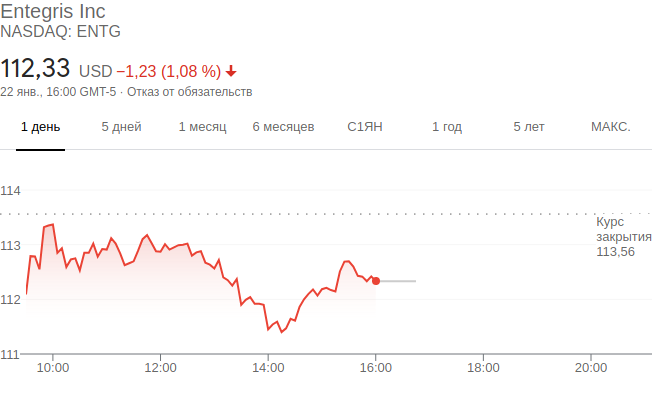 Entegris Inc
NASDAQ: ENTG
112,33 USD −1,23 (1,08 %)
22 янв., 16:00 GMT-5 · Отказ от обязательств
1 день 5 дней 1 месяц 6 месяцев С1ЯН 1 год 5 лет МАКС.
114
Курс
закрытия
113
113,56
112
111
10:00 12:00 14:00 16:00 18:00 20:00